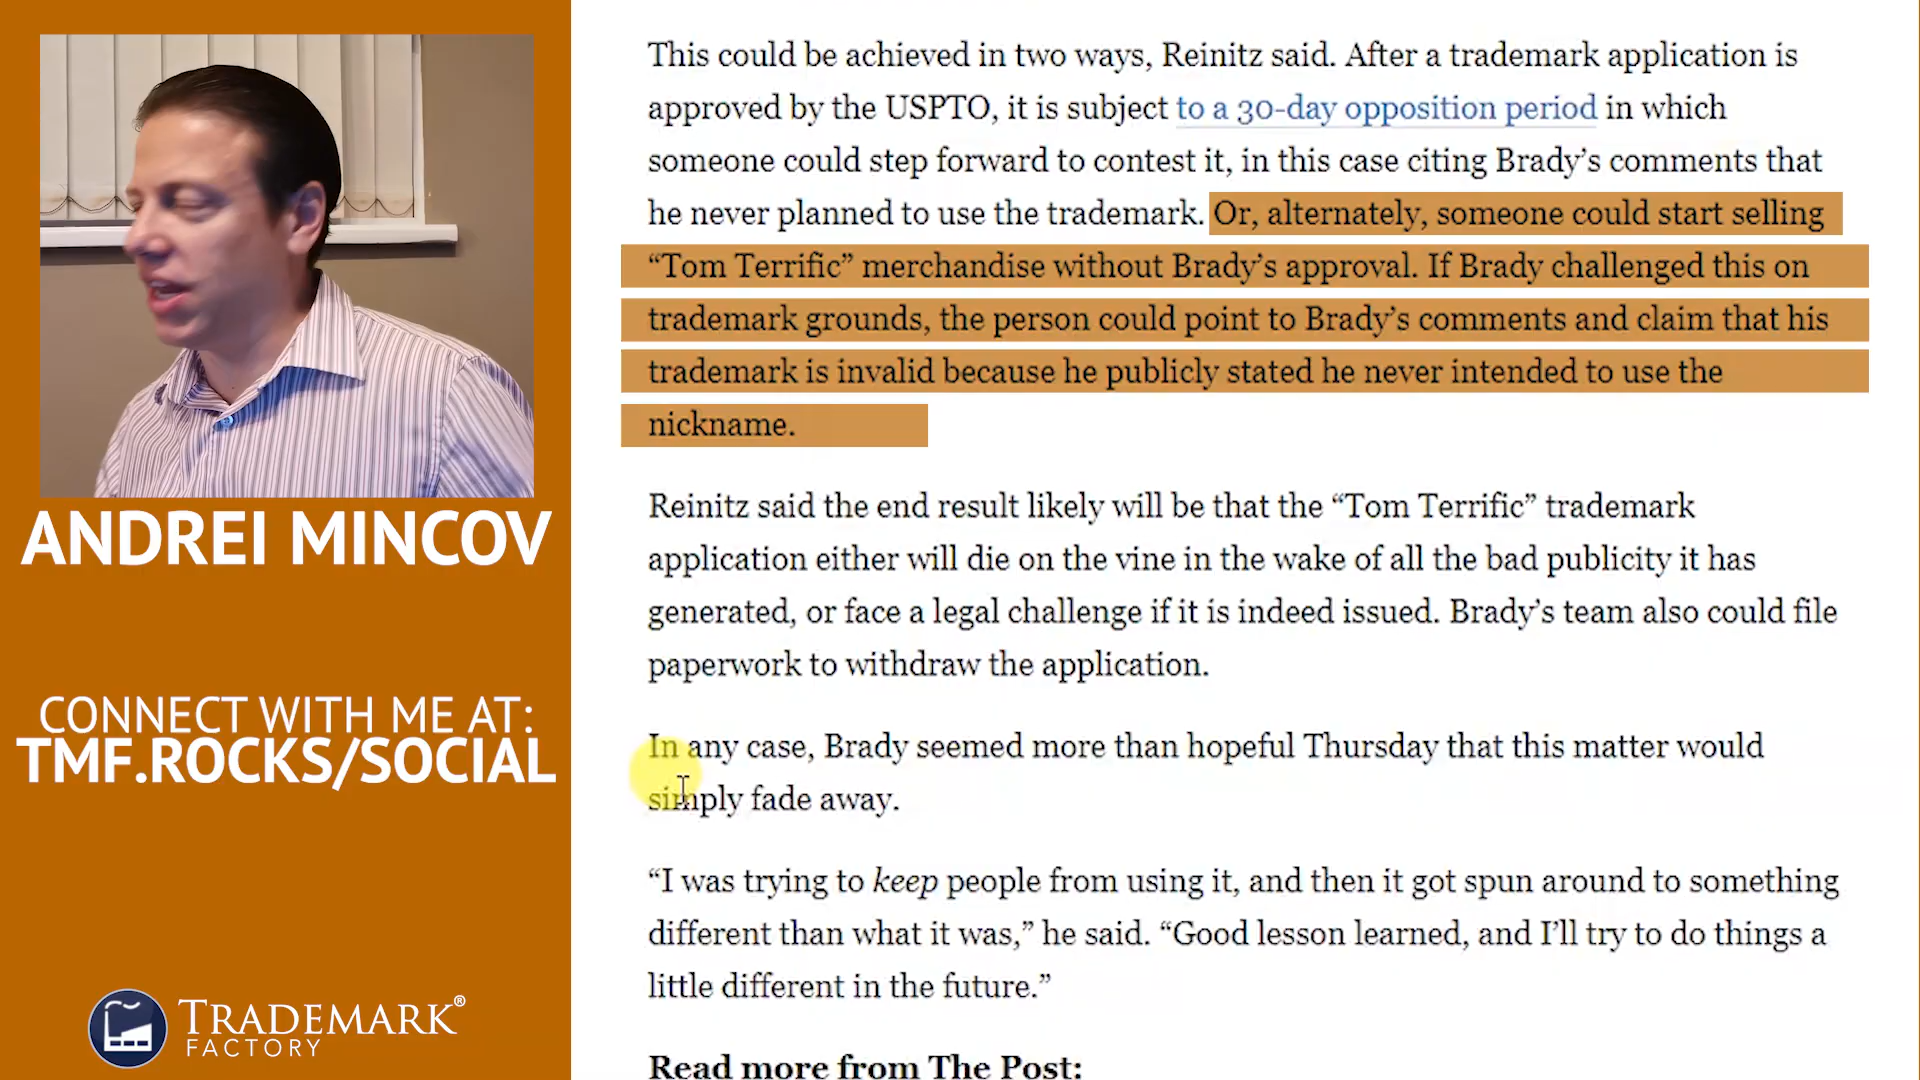 This could be achieved in two ways, Reinitz said. After a trademark application is
approved by the USPTO, it is subject to a 30-day opposition period in which
someone could step forward to contest it, in this case citing Brady’s comments that
he never planned to use the trademark. Or, alternately, someone could start selling
“Tom Terrific” merchandise without Brady’s approval. If Brady challenged this on
trademark grounds, the person could point to Brady’s comments and claim that his
trademark is invalid because he publicly stated he never intended to use the
nickname.
Reinitz said the end result likely will be that the “Tom Terrific” trademark
application either will die on the vine in the wake of all the bad publicity it has
generated, or face a legal challenge if it is indeed issued. Brady’s team also could file
paperwork to withdraw the application.
In any case, Brady seemed more than hopeful Thursday that this matter would
simply fade away.
“I was trying to keep people from using it, and then it got spun around to something
different than what it was,” he said. “Good lesson learned, and I’ll try to do things a
little different in the future.”
Read more from The Post:
ANDREI MINCOV
CONNECT WITH ME AT:
TMF.ROCKS/SOCIAL
TRADEMARK®
FACTORY